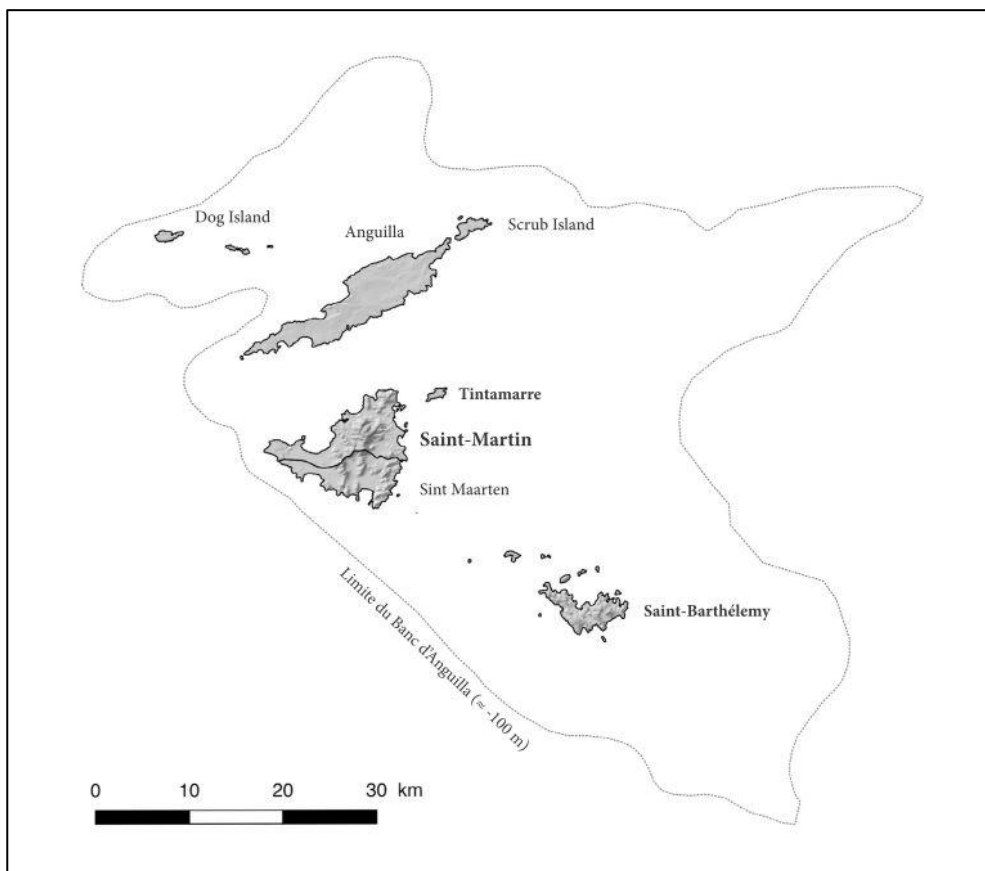 Dog Island
Anguilla
Scrub Island
Tintamarre
Saint-Martin
Sint Maarten
Saint-Barthélemy
Limite du Banc d'Anguilla (≈ -100 m)
0 10 20 30 km